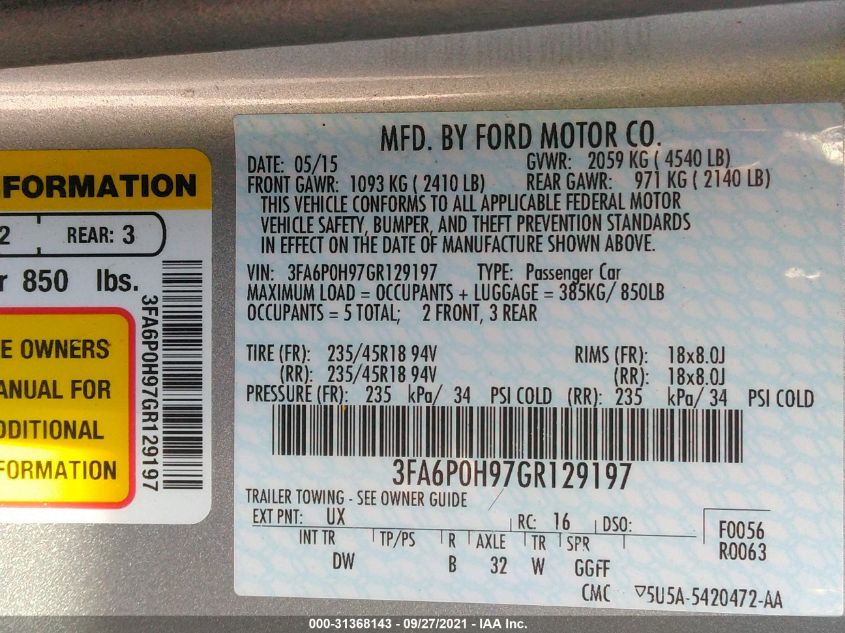 FORMATION
2 REAR: 3
r 850 lbs.
E OWNERS
ANUAL FOR
DDITIONAL
FORMATION
3FA6P0H97GR129197
MFD. BY FORD MOTOR CO.
DATE: 05/15 GVWR: 2059 KG ( 4540 LB)
FRONT GAWR: 1093 KG ( 2410 LB) REAR GAWR: 971 KG ( 2140 LB)
THIS VEHICLE CONFORMS TO ALL APPLICABLE FEDERAL MOTOR
VEHICLE SAFETY, BUMPER, AND THEFT PREVENTION STANDARDS
IN EFFECT ON THE DATE OF MANUFACTURE SHOWN ABOVE.
VIN: 3FA6P0H97GR129197 TYPE: Passenger Car
MAXIMUM LOAD = OCCUPANTS + LUGGAGE = 385KG/ 850LB
OCCUPANTS = 5 TOTAL; 2 FRONT, 3 REAR
TIRE (FR): 235/45R18 94V RIMS (FR): 18x8.0J
(RR): 235/45R18 94V (RR): 18x8.0J
PRESSURE (FR): 235 kPa/ 34 PSI COLD (RR): 235 kPa/ 34 PSI COLD
3FA6P0H97GR129197
TRAILER TOWING - SEE OWNER GUIDE
EXT PNT: UX RC: 16 DSO: F0056
INT TR TP/PS R AXLE TR SPR R0063
DW B 32 W GGFF
CMC ▽5U5A-5420472-AA
000-31368143 - 09/27/2021 - IAA Inc.